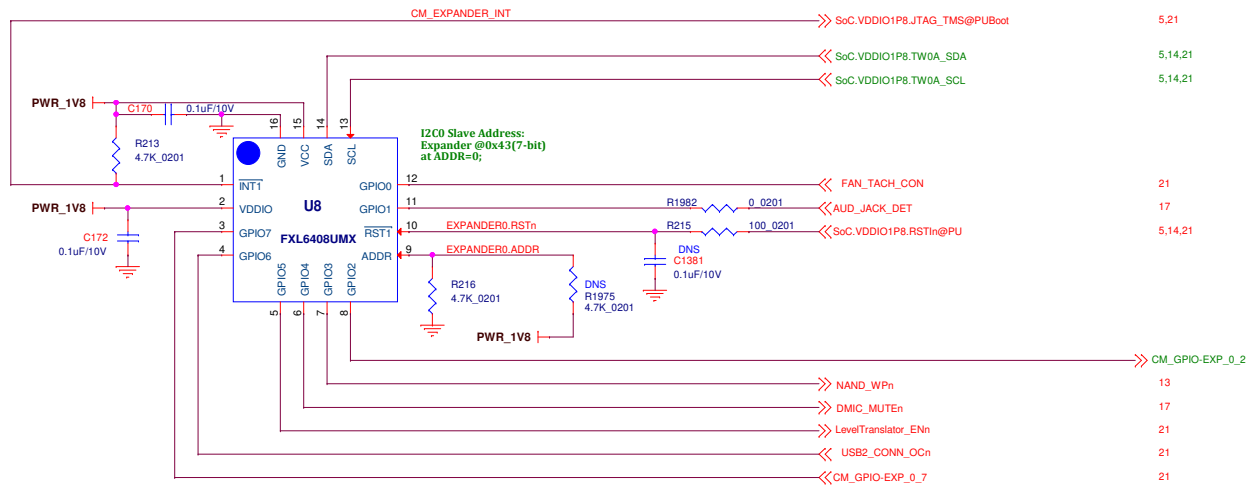 CM_EXPANDER_INT
SoC.VDDIO1P8.JTAG_TMS@PUBoot 5,21
SoC.VDDIO1P8.TW0A_SDA 5,14,21
SoC.VDDIO1P8.TW0A_SCL 5,14,21
PWR_1V8
C170 0.1uF/10V
16 15 14 13
I2C0 Slave Address:
Expander @0x43(7-bit)
at ADDR=0;
R213
4.7K_0201
GND VCC SDA SCL
1 INT1 GPIO0 12 FAN_TACH_CON 21
PWR_1V8 2 VDDIO U8 GPIO1 11 R1982 0_0201 AUD_JACK_DET 17
3 GPIO7 FXL6408UMX RST1 10 EXPANDER0.RSTn R215 100_0201 SoC.VDDIO1P8.RSTIn@PU 5,14,21
C172
0.1uF/10V
4 GPIO6 ADDR 9 EXPANDER0.ADDR
DNS
C1381
0.1uF/10V
GPIO5 GPIO4 GPIO3 GPIO2
R216
4.7K_0201
DNS
R1975
4.7K_0201
5 6 7 8
PWR_1V8
CM_GPIO-EXP_0_2
NAND_WPn 13
DMIC_MUTEn 17
LevelTranslator_ENn 21
USB2_CONN_OCn 21
CM_GPIO-EXP_0_7 21